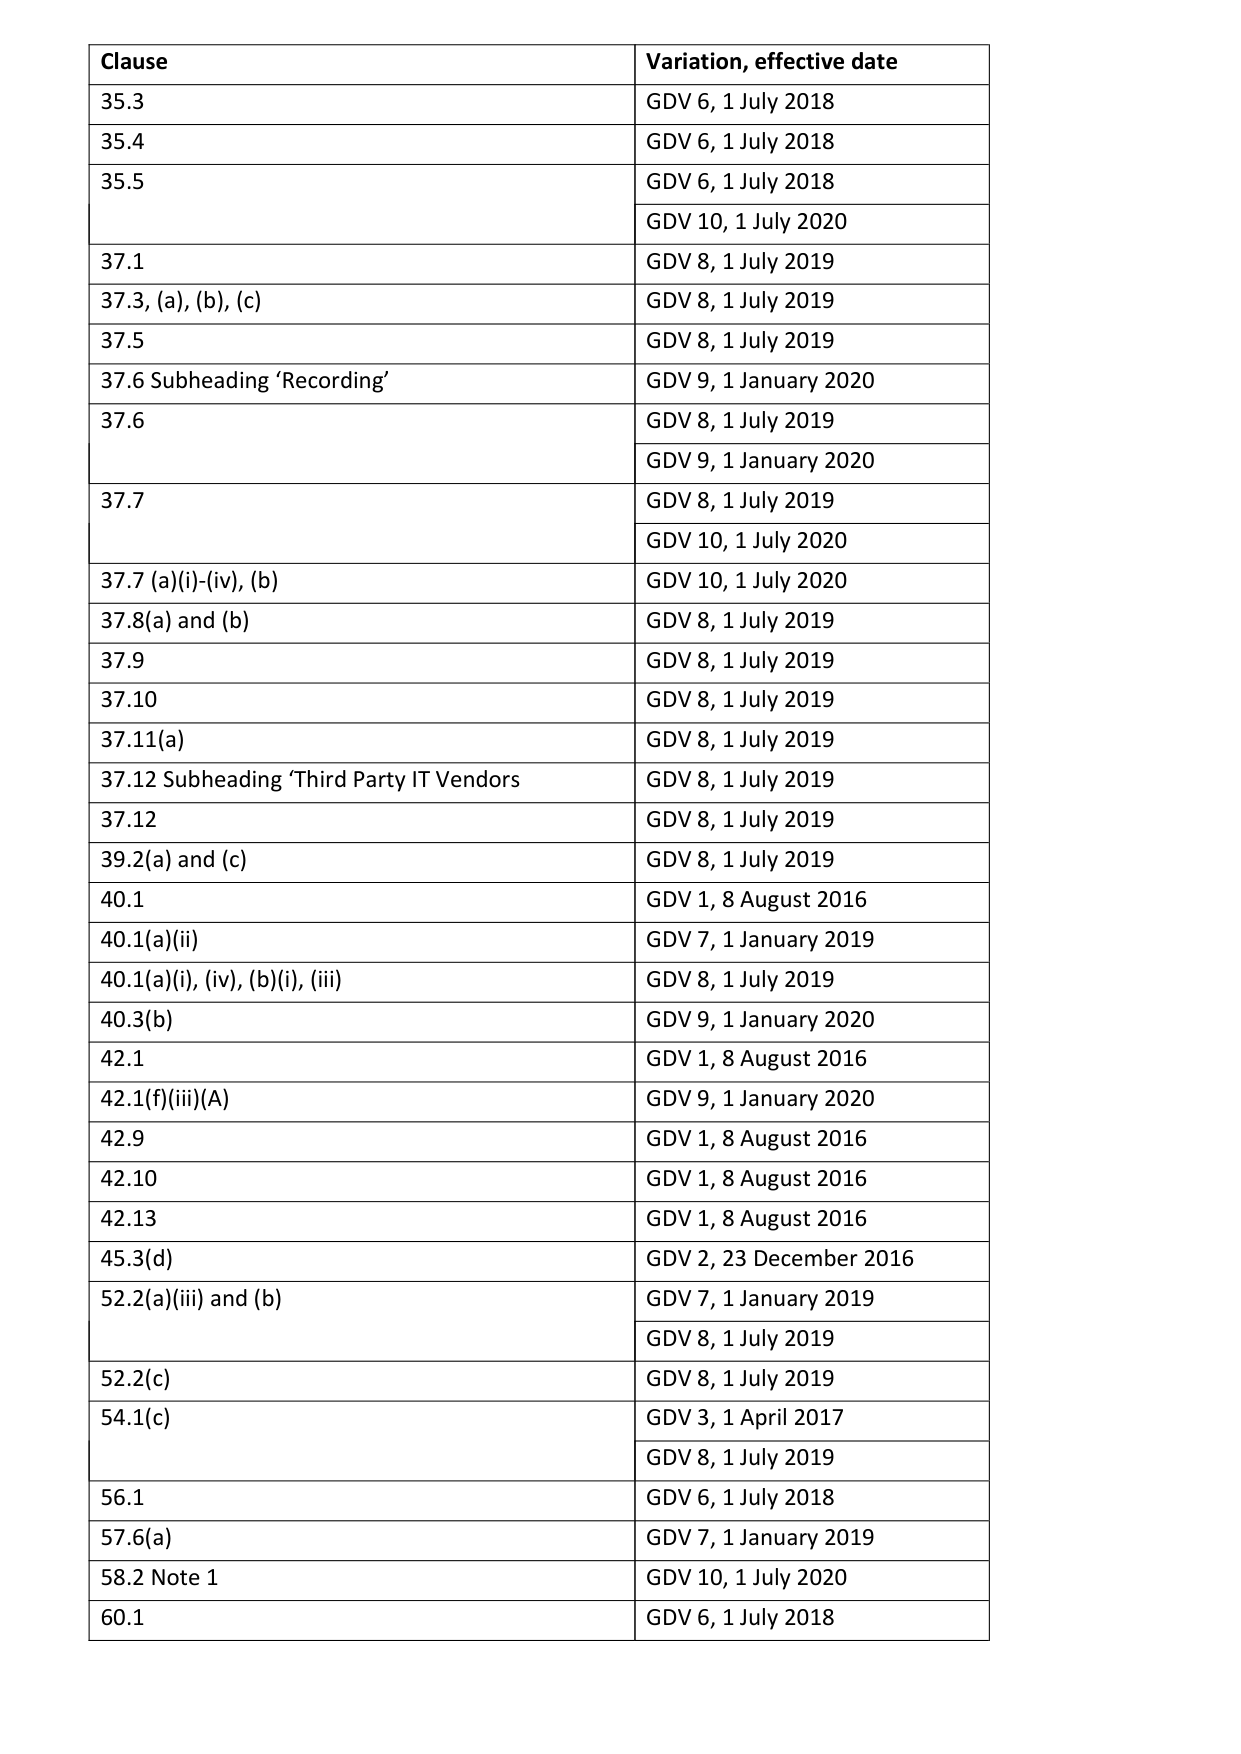 Clause Variation, effective date
35.3 GDV 6, 1 July 2018
35.4 GDV 6, 1 July 2018
35.5 GDV 6, 1 July 2018
GDV 10, 1 July 2020
37.1 GDV 8, 1 July 2019
37.3, (a), (b), (c) GDV 8, 1 July 2019
37.5 GDV 8, 1 July 2019
37.6 Subheading ‘Recording’ GDV 9, 1 January 2020
37.6 GDV 8, 1 July 2019
GDV 9, 1 January 2020
37.7 GDV 8, 1 July 2019
GDV 10, 1 July 2020
37.7 (a)(i)-(iv), (b) GDV 10, 1 July 2020
37.8(a) and (b) GDV 8, 1 July 2019
37.9 GDV 8, 1 July 2019
37.10 GDV 8, 1 July 2019
37.11(a) GDV 8, 1 July 2019
37.12 Subheading ‘Third Party IT Vendors GDV 8, 1 July 2019
37.12 GDV 8, 1 July 2019
39.2(a) and (c) GDV 8, 1 July 2019
40.1 GDV 1, 8 August 2016
40.1(a)(ii) GDV 7, 1 January 2019
40.1(a)(i), (iv), (b)(i), (iii) GDV 8, 1 July 2019
40.3(b) GDV 9, 1 January 2020
42.1 GDV 1, 8 August 2016
42.1(f)(iii)(A) GDV 9, 1 January 2020
42.9 GDV 1, 8 August 2016
42.10 GDV 1, 8 August 2016
42.13 GDV 1, 8 August 2016
45.3(d) GDV 2, 23 December 2016
52.2(a)(iii) and (b) GDV 7, 1 January 2019
GDV 8, 1 July 2019
52.2(c) GDV 8, 1 July 2019
54.1(c) GDV 3, 1 April 2017
GDV 8, 1 July 2019
56.1 GDV 6, 1 July 2018
57.6(a) GDV 7, 1 January 2019
58.2 Note 1 GDV 10, 1 July 2020
60.1 GDV 6, 1 July 2018